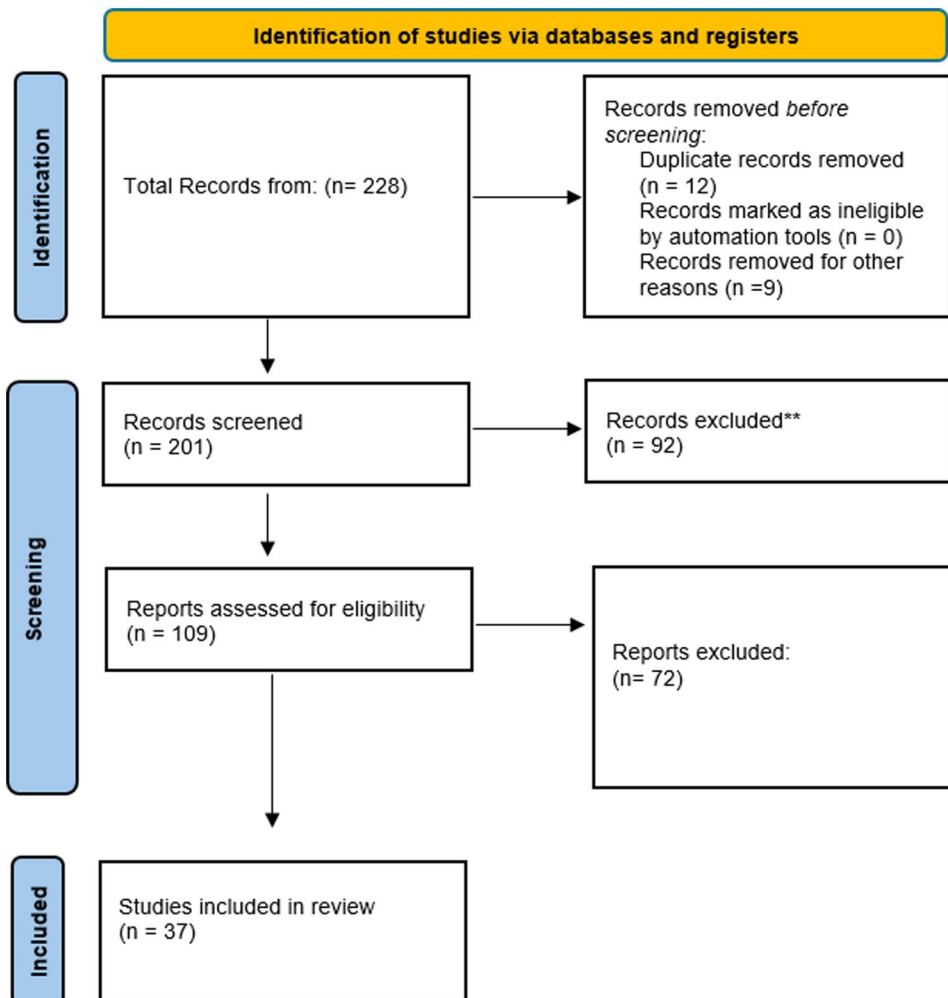 Identification of studies via databases and registers
Identification
Total Records from: (n= 228)
Records removed before
screening:
Duplicate records removed
(n = 12)
Records marked as ineligible
by automation tools (n = 0)
Records removed for other
reasons (n =9)
Screening
Records screened
(n = 201)
Records excluded**
(n = 92)
Reports assessed for eligibility
(n = 109)
Reports excluded:
(n= 72)
Included
Studies included in review
(n = 37)